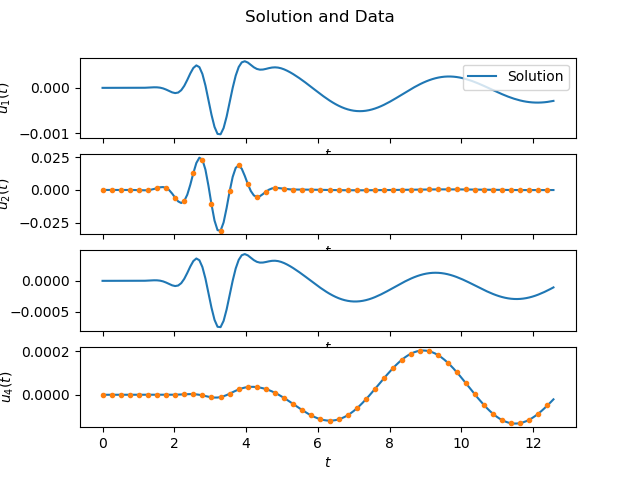 Solution and Data
u₁(t)
0.000
−0.001
Solution
u₂(t)
0.025
0.000
−0.025
0.0000
−0.0005
u₄(t)
0.0002
0.0000
0 2 4 6 8 10 12
t